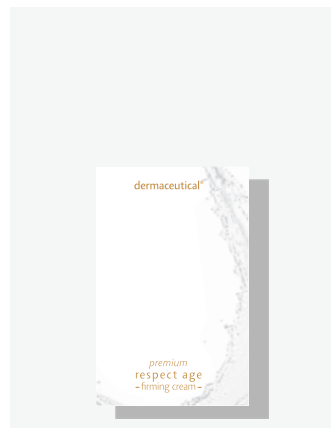 dermaceutical®
premium
respect age
– firming cream –